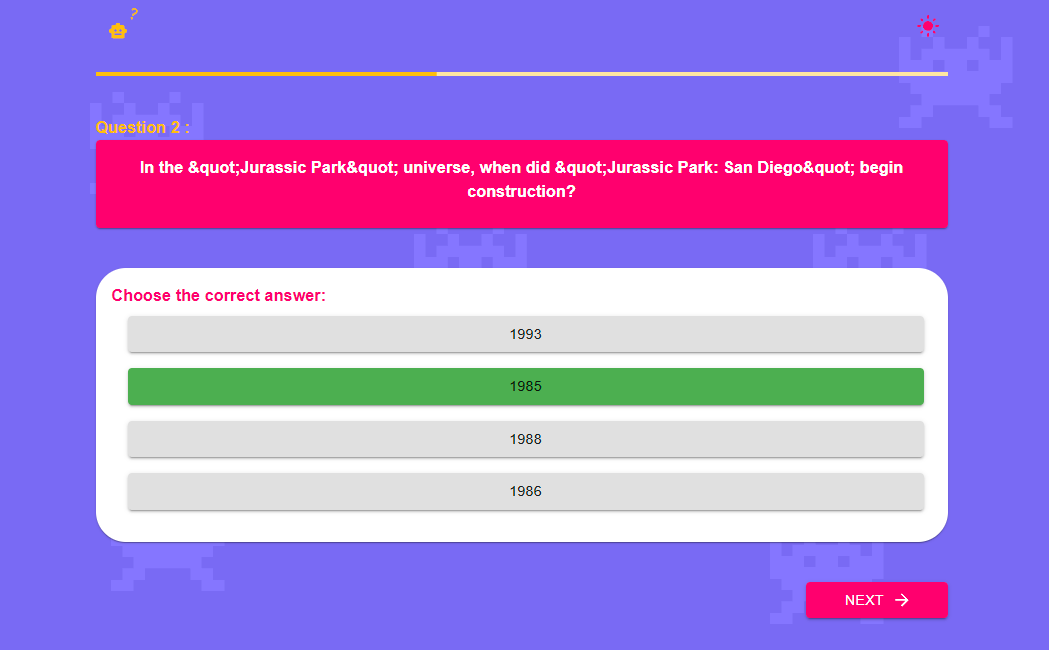 ?
Question 2 :
In the &quot;Jurassic Park&quot; universe, when did &quot;Jurassic Park: San Diego&quot; begin
construction?
Choose the correct answer:
1993
1985
1988
1986
NEXT